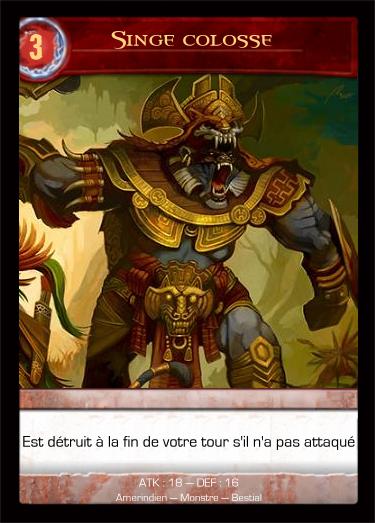 3
Singe colosse
Est détruit à la fin de votre tour s'il n'a pas attaqué
ATK : 18 — DEF : 16
Amerindien — Monstre — Bestial